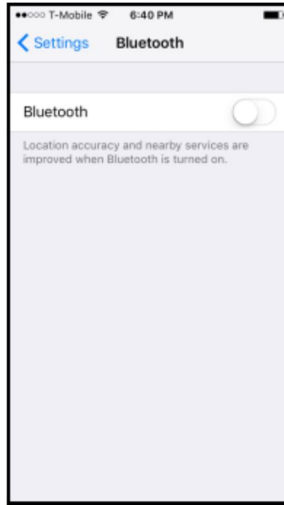 T-Mobile 6:40 PM
Settings Bluetooth
Bluetooth
Location accuracy and nearby services are
improved when Bluetooth is turned on.